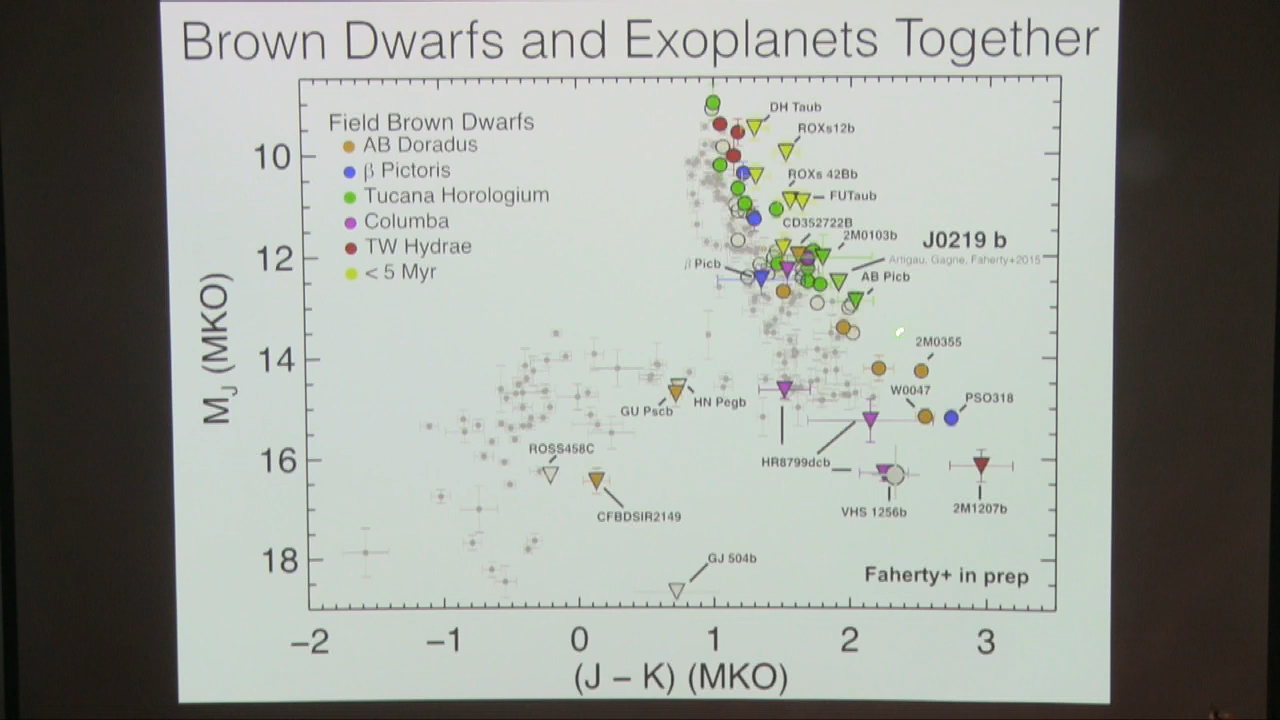 Brown Dwarfs and Exoplanets Together
Field Brown Dwarfs
AB Doradus
β Pictoris
Tucana Horologium
Columba
TW Hydrae
< 5 Myr
DH Taub
ROXs12b
ROXs 42Bb
FUTaub
CD352722B
2M0103b
J0219 b
Artigau, Gagne, Faherty+2015
β Picb
AB Picb
2M0355
GU Pscb
HN Pegb
W0047
PSO318
ROSS458C
HR8799dcb
CFBDSIR2149
VHS 1256b
2M1207b
GJ 504b
Faherty+ in prep
10
12
14
16
18
MJ (MKO)
−2 −1 0 1 2 3
(J − K) (MKO)